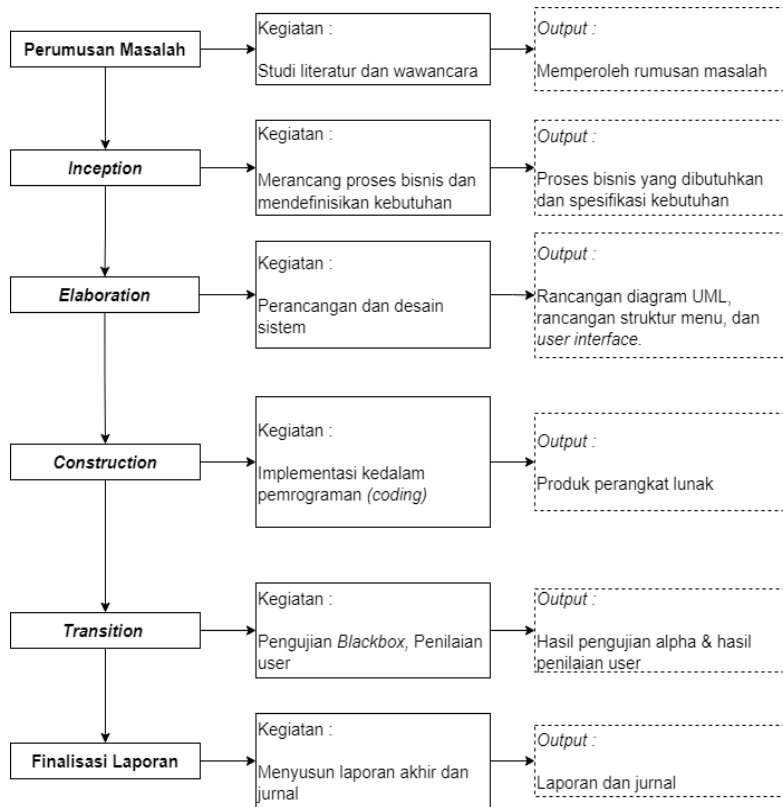 Perumusan Masalah
Kegiatan :
Studi literatur dan wawancara
Output :
Memperoleh rumusan masalah
Inception
Kegiatan :
Merancang proses bisnis dan
mendefinisikan kebutuhan
Output :
Proses bisnis yang dibutuhkan
dan spesifikasi kebutuhan
Elaboration
Kegiatan :
Perancangan dan desain
sistem
Output :
Rancangan diagram UML,
rancangan struktur menu, dan
user interface.
Construction
Kegiatan :
Implementasi kedalam
pemrograman (coding)
Output :
Produk perangkat lunak
Transition
Kegiatan :
Pengujian Blackbox, Penilaian
user
Output :
Hasil pengujian alpha & hasil
penilaian user
Finalisasi Laporan
Kegiatan :
Menyusun laporan akhir dan
jurnal
Output :
Laporan dan jurnal